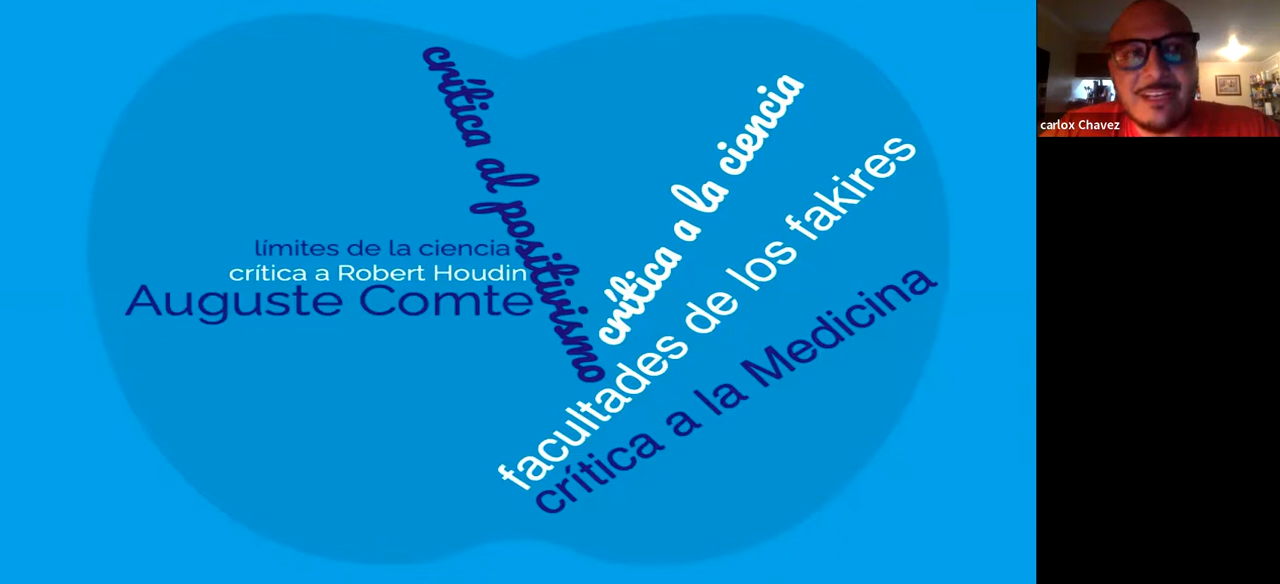 crítica al positivismo
límites de la ciencia
crítica a Robert Houdin
Auguste Comte
crítica a la ciencia
facultades de los fakires
crítica a la Medicina
carlox Chavez